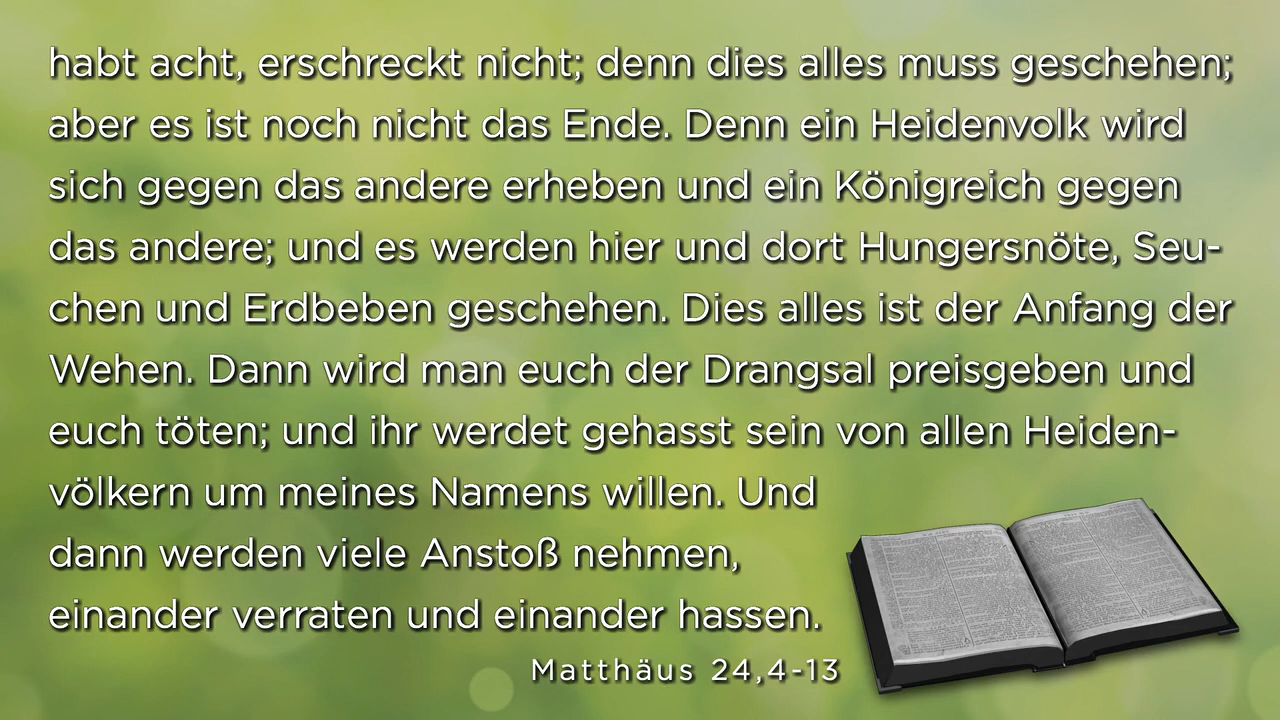 habt acht, erschreckt nicht; denn dies alles muss geschehen;
aber es ist noch nicht das Ende. Denn ein Heidenvolk wird
sich gegen das andere erheben und ein Königreich gegen
das andere; und es werden hier und dort Hungersnöte, Seu-
chen und Erdbeben geschehen. Dies alles ist der Anfang der
Wehen. Dann wird man euch der Drangsal preisgeben und
euch töten; und ihr werdet gehasst sein von allen Heiden-
völkern um meines Namens willen. Und
dann werden viele Anstoß nehmen,
einander verraten und einander hassen.
Matthäus 24,4-13